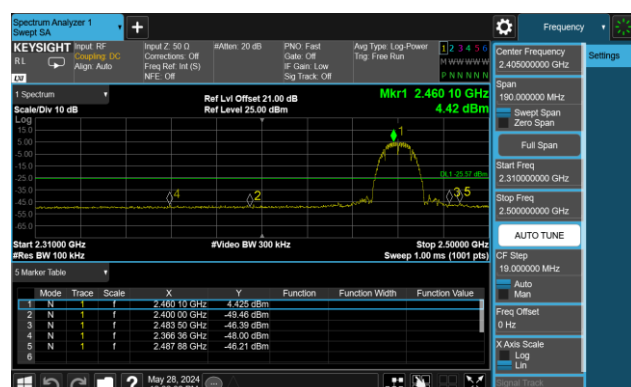 Spectrum Analyzer 1
Swept SA
Frequency
KEYSIGHT
RL
Input: RF
Coupling: DC
Align: Auto
Input Z: 50 Ω
Corrections: Off
Freq Ref: Int (S)
NFE: Off
#Atten: 20 dB
PNO: Fast
Gate: Off
IF Gain: Low
Sig Track: Off
Avg Type: Log-Power
Trig: Free Run
1 2 3 4 5 6
M W W W W W
P N N N N N
LXI
1 Spectrum
Scale/Div 10 dB
Ref Lvl Offset 21.00 dB
Ref Level 25.00 dBm
Mkr1 2.460 10 GHz
4.42 dBm
Log
15.0
5.00
-5.00
-15.0
-25.0
-35.0
-45.0
-55.0
-65.0
1
DL1 -25.57 dBm
4
2
3,5
Start 2.31000 GHz
#Video BW 300 kHz
Stop 2.50000 GHz
#Res BW 100 kHz
Sweep 1.00 ms (1001 pts)
5 Marker Table
Mode Trace Scale X Y Function Function Width Function Value
1 N 1 f 2.460 10 GHz 4.425 dBm
2 N 1 f 2.400 00 GHz -49.46 dBm
3 N 1 f 2.483 50 GHz -46.39 dBm
4 N 1 f 2.366 36 GHz -48.00 dBm
5 N 1 f 2.487 88 GHz -46.21 dBm
6
May 28, 2024
?
Settings
Center Frequency
2.405000000 GHz
Span
190.000000 MHz
Swept Span
Zero Span
Full Span
Start Freq
2.310000000 GHz
Stop Freq
2.500000000 GHz
AUTO TUNE
CF Step
19.000000 MHz
Auto
Man
Freq Offset
0 Hz
X Axis Scale
Log
Lin
Signal Track